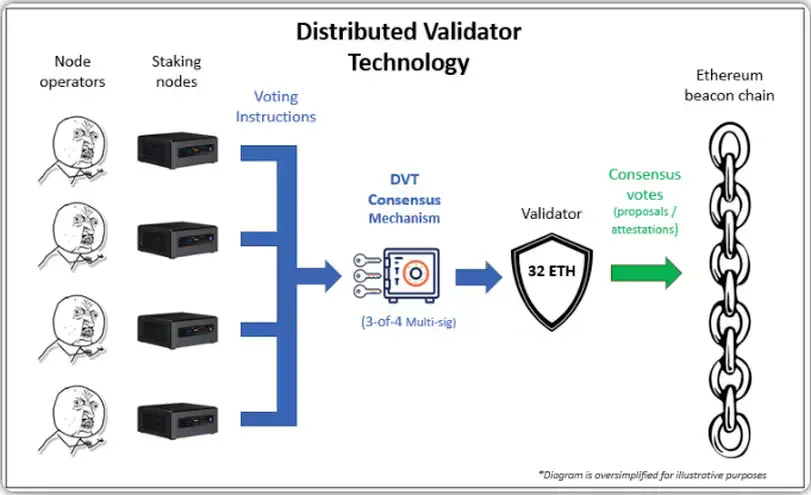 Distributed Validator
Technology
Node
operators
Staking
nodes
Voting
Instructions
DVT
Consensus
Mechanism
(3-of-4 Multi-sig)
Validator
32 ETH
Consensus
votes
(proposals /
attestations)
Ethereum
beacon chain
*Diagram is oversimplified for illustrative purposes